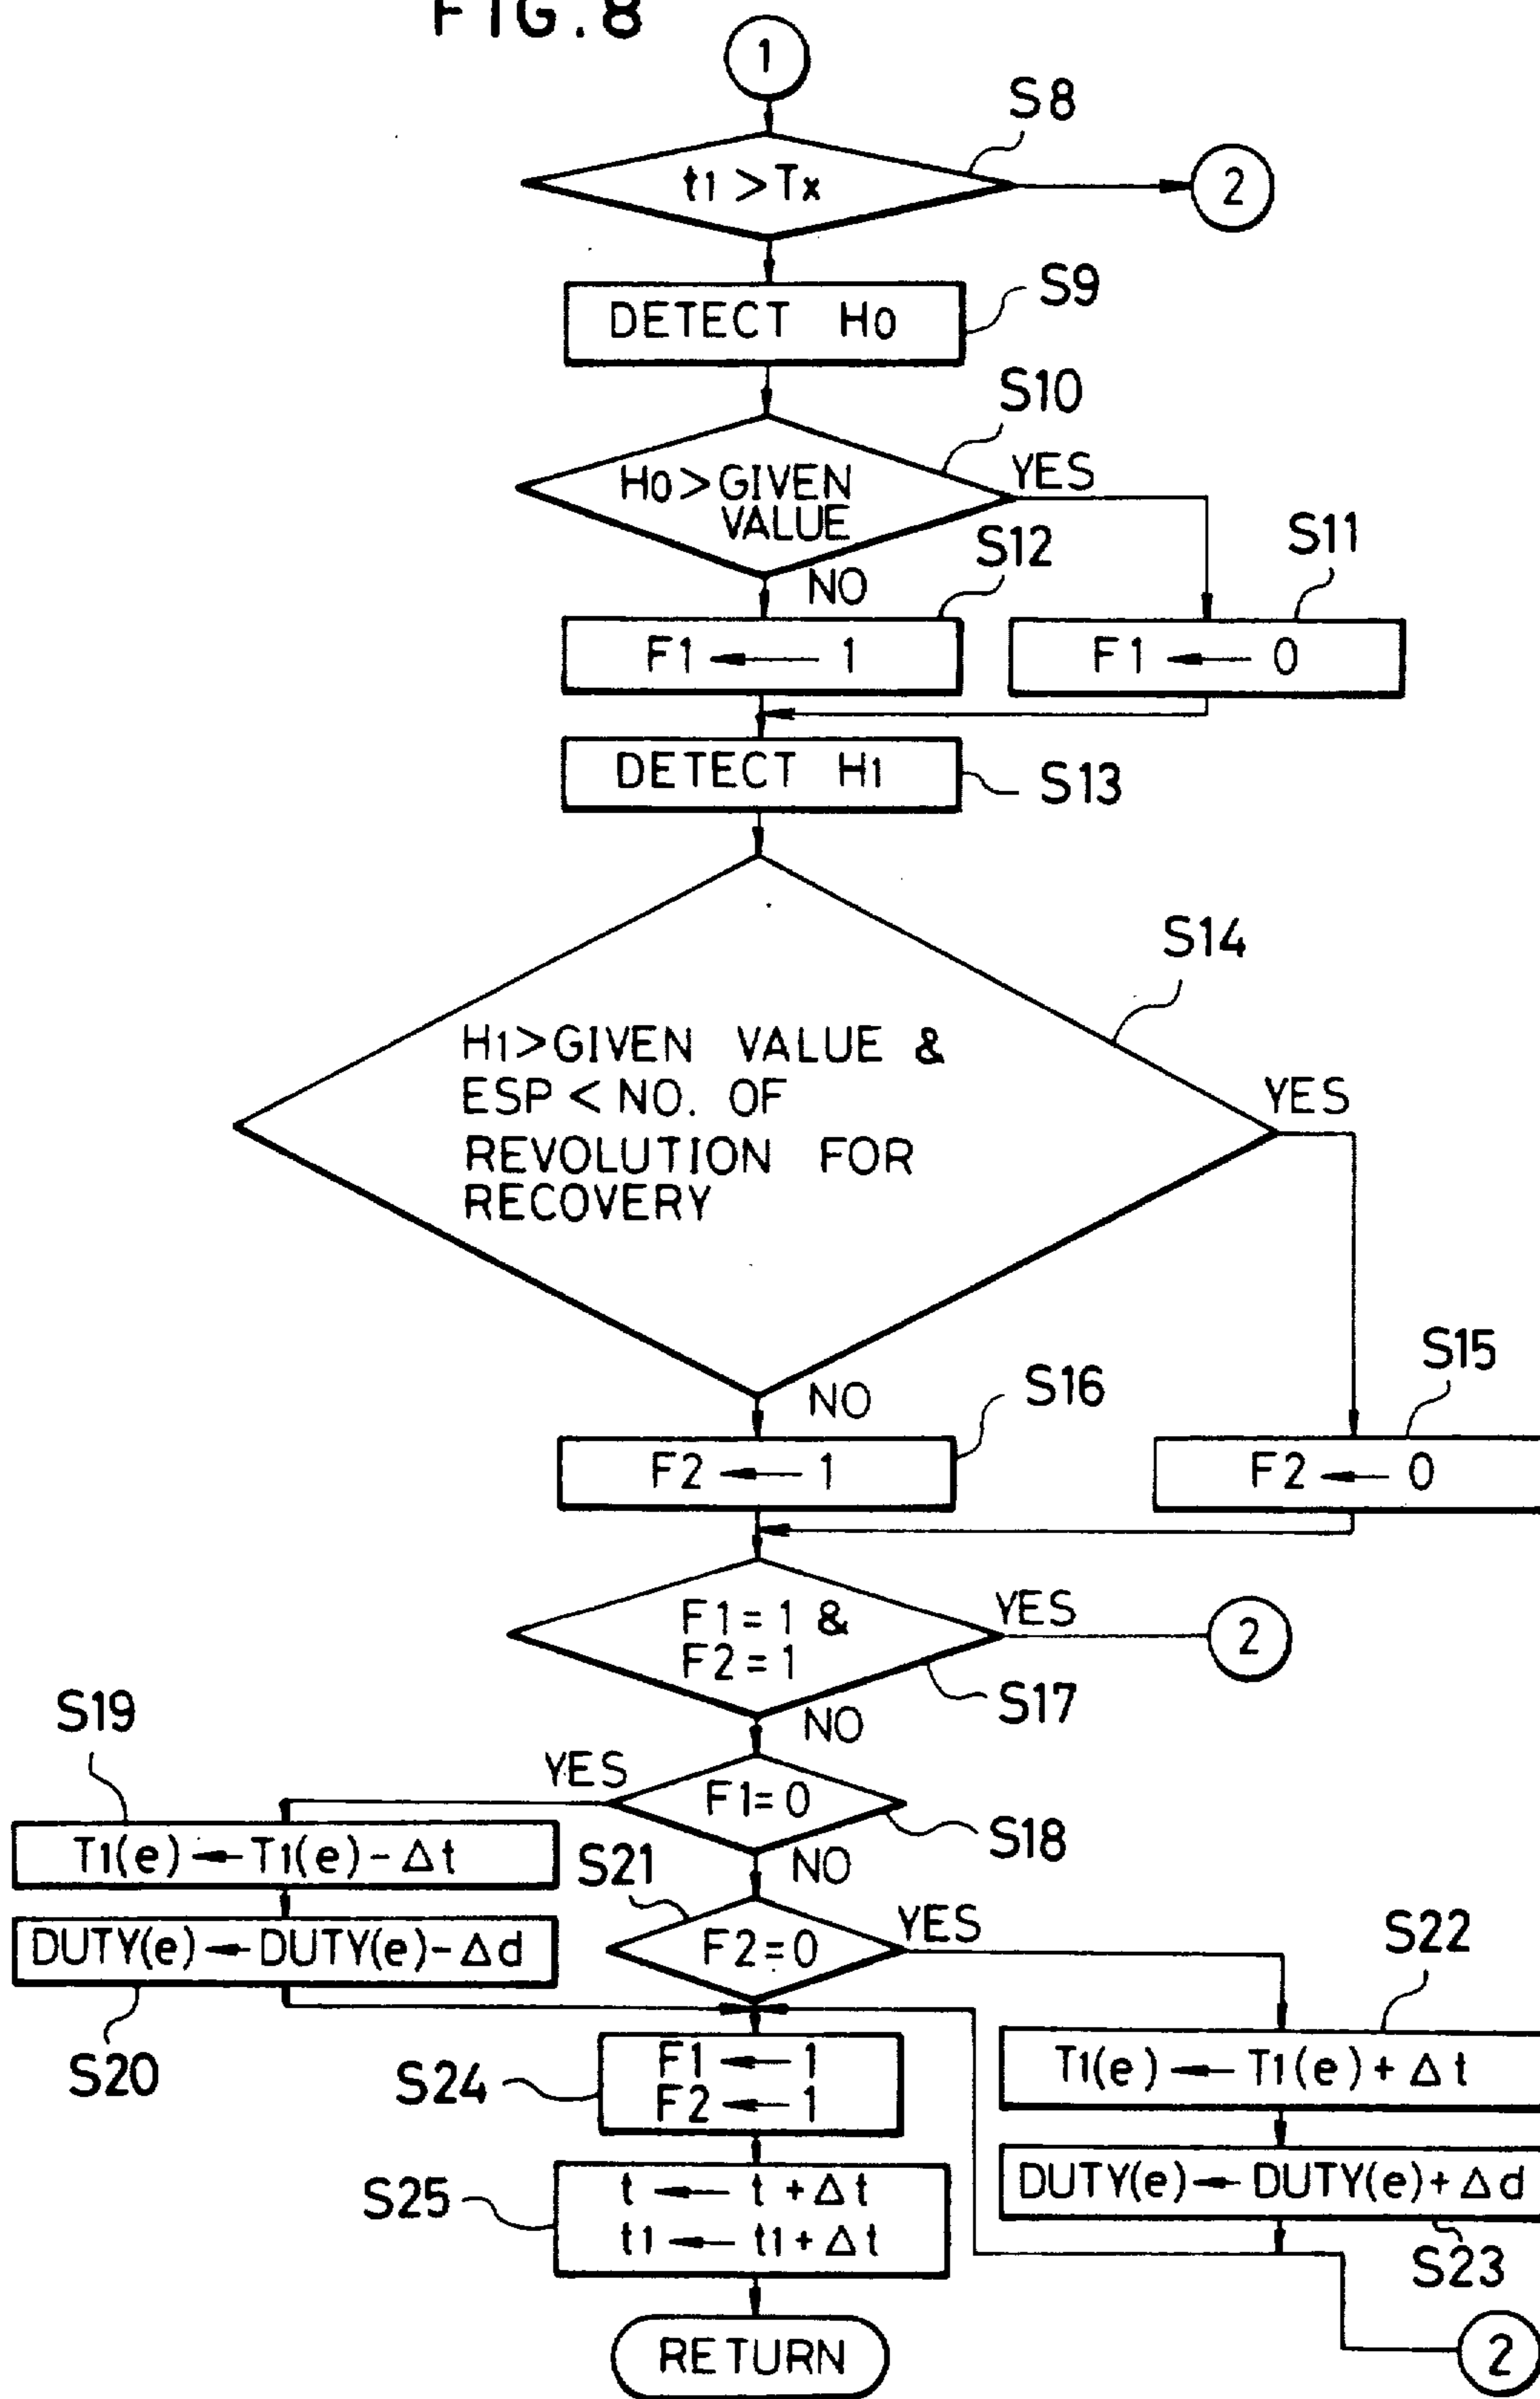 FIG. 8
1
S8
t1 > Tx
2
S9
DETECT H0
S10
H0 > GIVEN
VALUE
YES
S12
S11
NO
F1 ← 1
F1 ← 0
DETECT H1
S13
S14
H1 > GIVEN VALUE &
ESP < NO. OF
REVOLUTION FOR
RECOVERY
YES
S15
NO
S16
F2 ← 1
F2 ← 0
F1 = 1 &
F2 = 1
YES
2
S17
NO
S19
YES
F1 = 0
S18
T1(e) ← T1(e) - Δt
S21
NO
DUTY(e) ← DUTY(e) - Δd
F2 = 0
YES
S22
S20
S24
F1 ← 1
F2 ← 1
T1(e) ← T1(e) + Δt
S25
t ← t + Δt
t1 ← t1 + Δt
DUTY(e) ← DUTY(e) + Δd
S23
RETURN
2